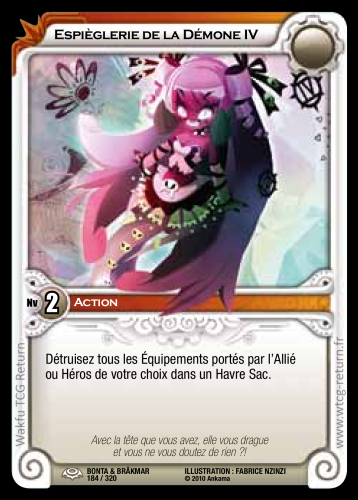 Espièglerie de la Démone IV
Nv 2 Action
Détruisez tous les Équipements portés par l'Allié
ou Héros de votre choix dans un Havre Sac.
Avec la tête que vous avez, elle vous drague
et vous ne vous doutez de rien ?!
BONTA & BRÂKMAR
184 / 320
ILLUSTRATION : FABRICE NZINZI
© 2010 Ankama
Wakfu TCG Return
www.wtcg-return.fr